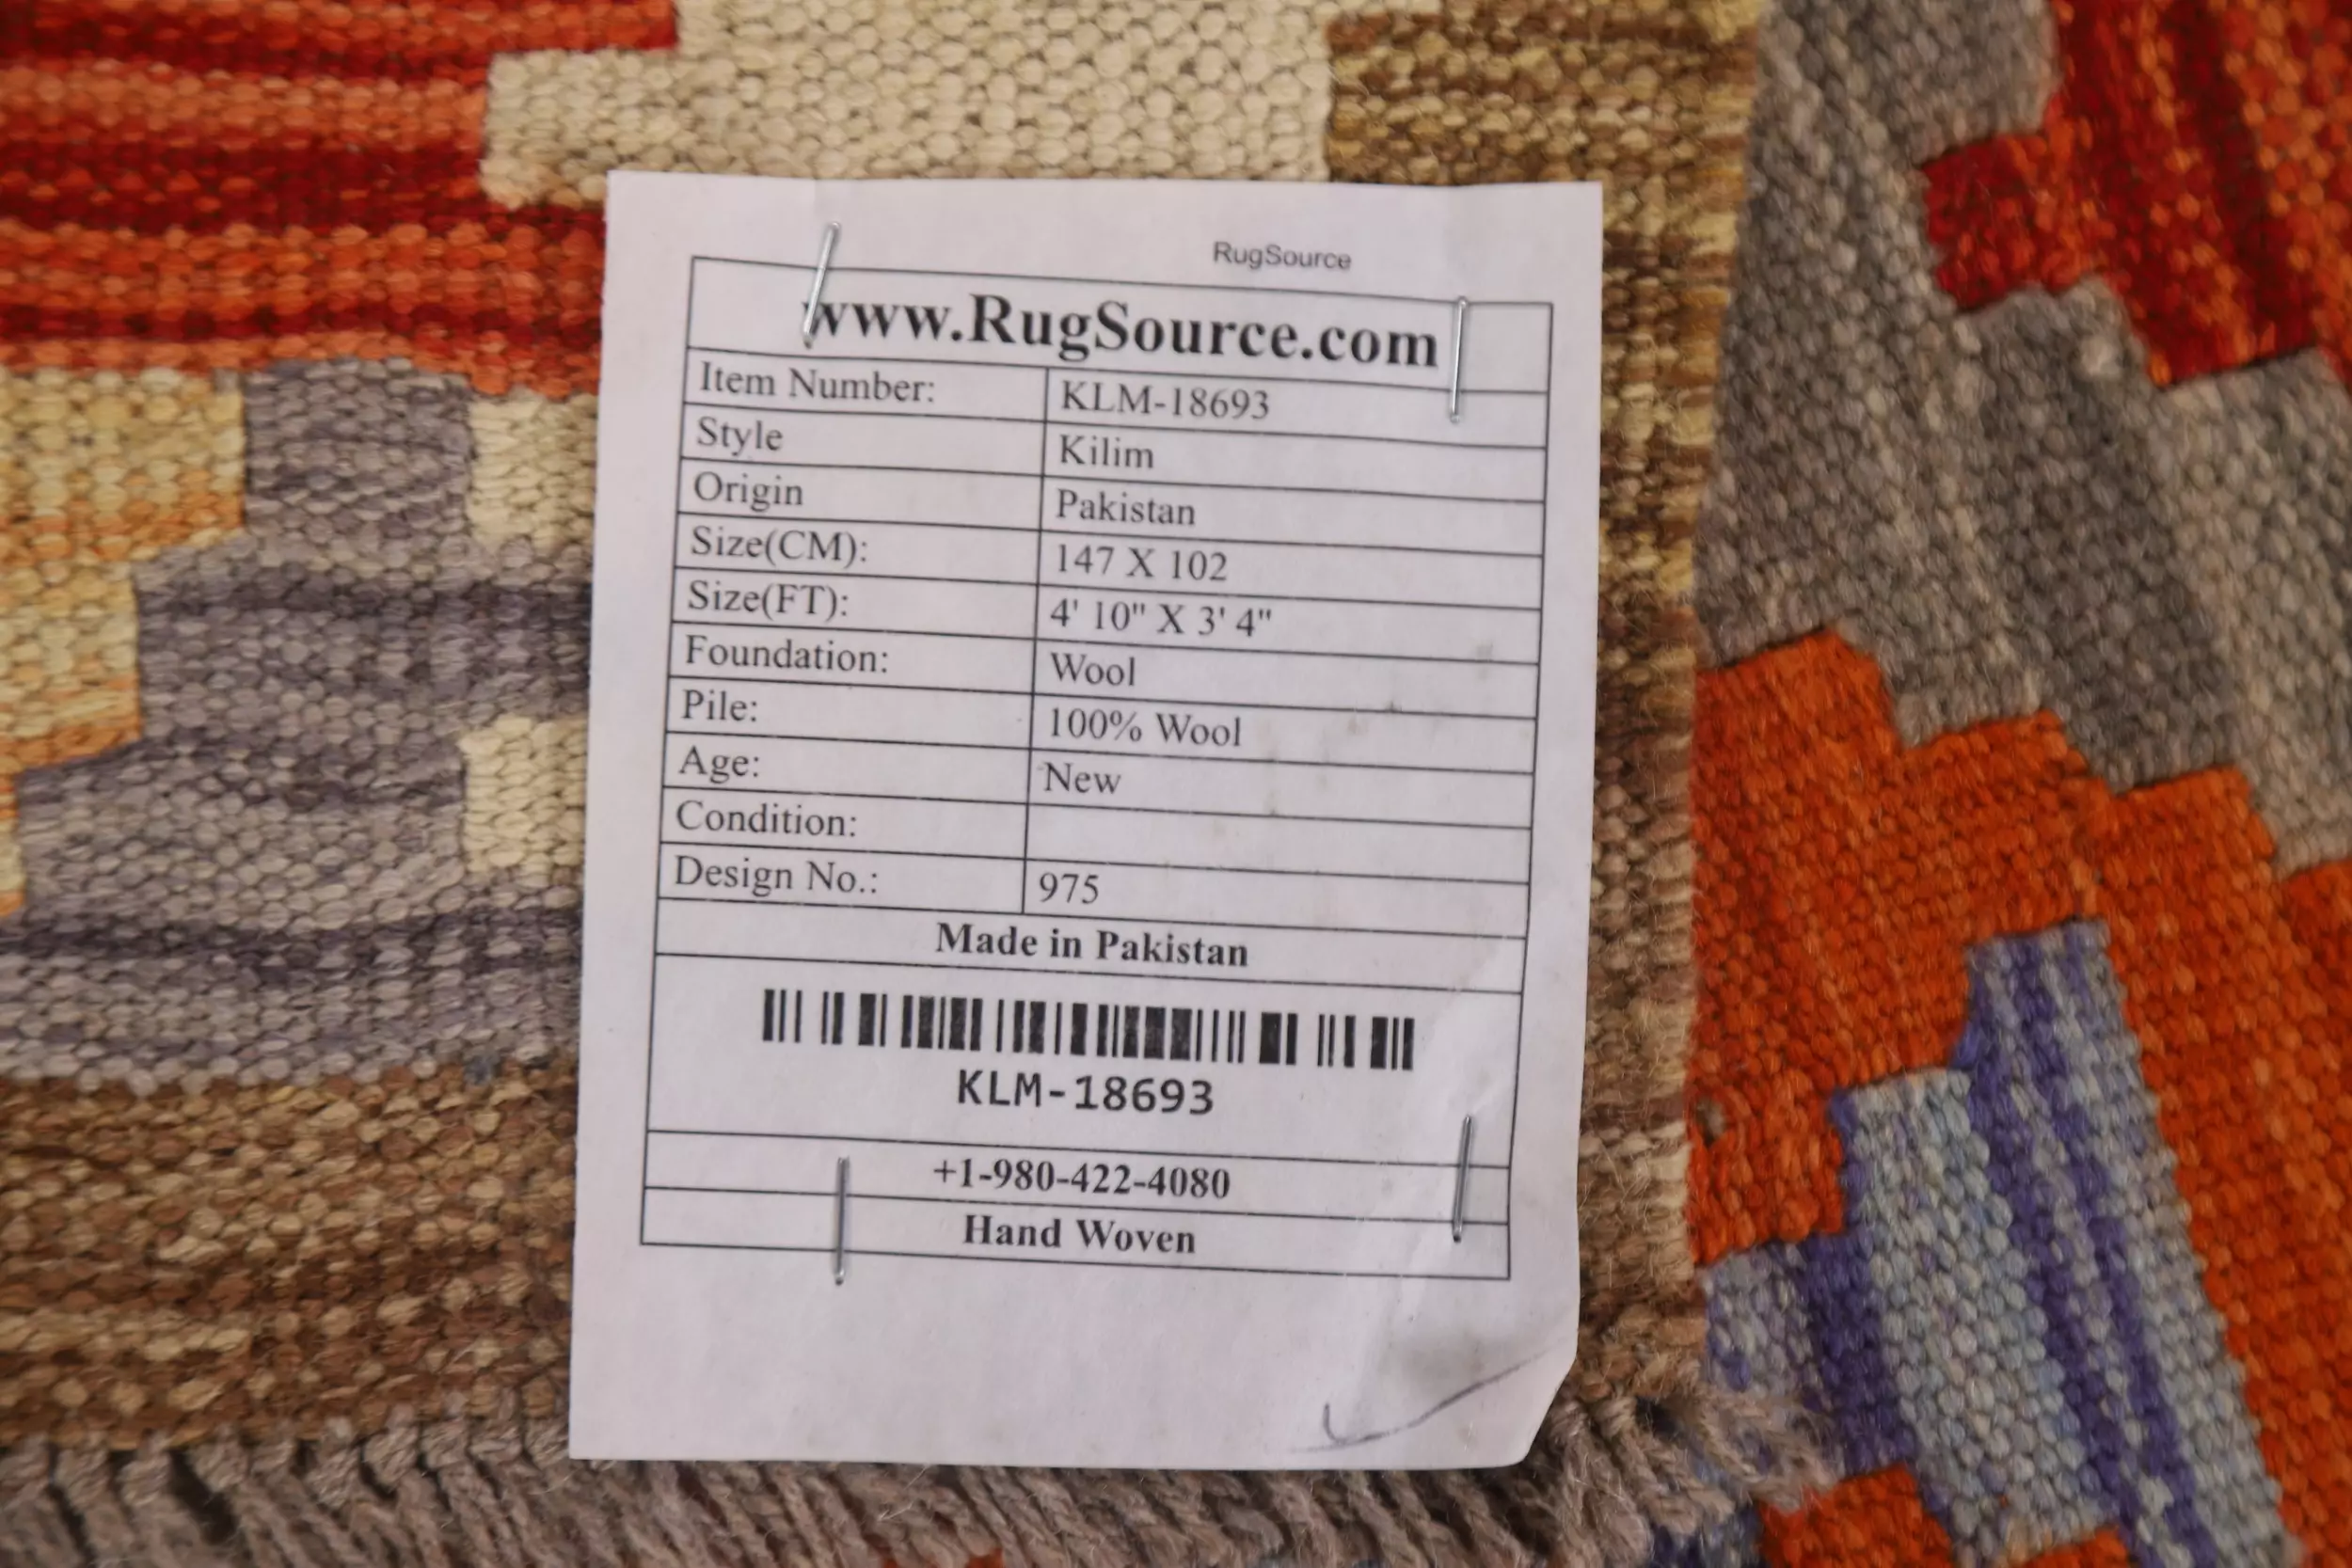 RugSource
www.RugSource.com
Item Number: KLM-18693
Style Kilim
Origin Pakistan
Size(CM): 147 X 102
Size(FT): 4' 10" X 3' 4"
Foundation: Wool
Pile: 100% Wool
Age: New
Condition:
Design No.: 975
Made in Pakistan
KLM-18693
+1-980-422-4080
Hand Woven